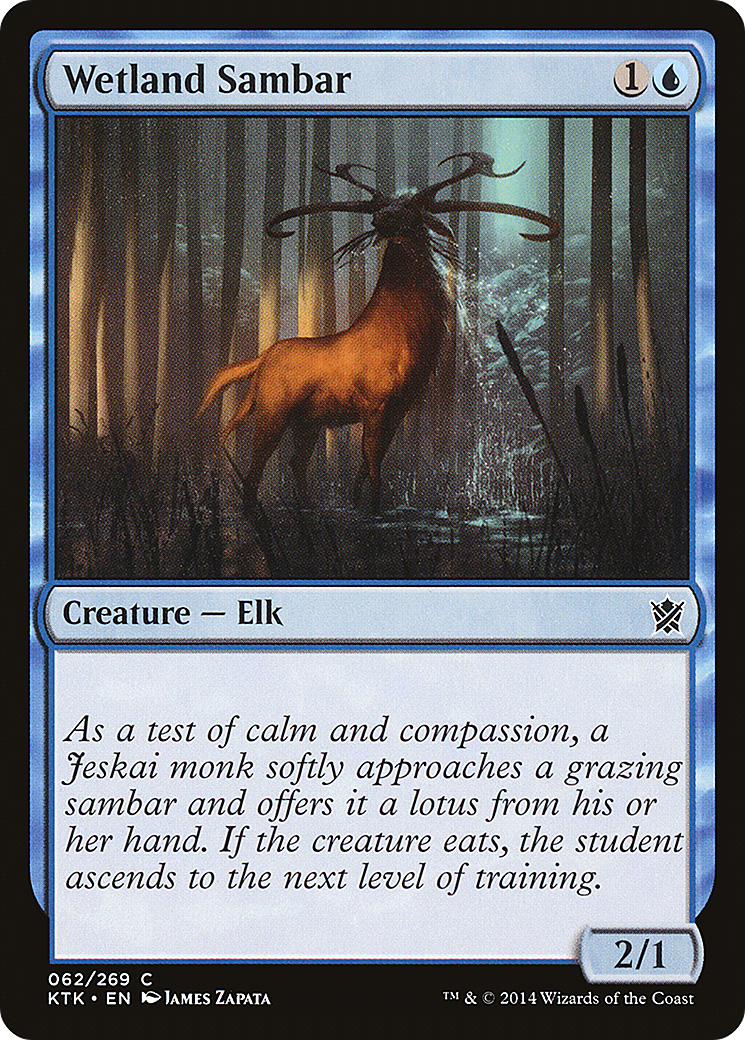 Wetland Sambar
1
Creature — Elk
As a test of calm and compassion, a
Jeskai monk softly approaches a grazing
sambar and offers it a lotus from his or
her hand. If the creature eats, the student
ascends to the next level of training.
2/1
062/269 C
KTK • EN James Zapata
™ & © 2014 Wizards of the Coast